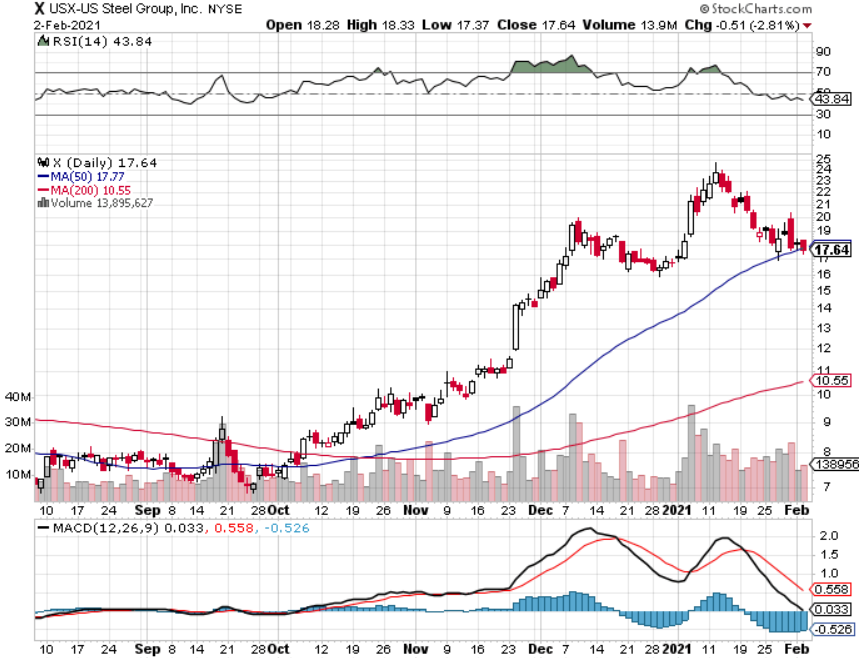 X USX-US Steel Group, Inc. NYSE © StockCharts.com
2-Feb-2021 Open 18.28 High 18.33 Low 17.37 Close 17.64 Volume 13.9M Chg -0.51 (-2.81%)
RSI(14) 43.84
90
70
50
43.84
30
10
X (Daily) 17.64
MA(50) 17.77
MA(200) 10.55
Volume 13,895,627
25
24
23
22
21
20
19
17.64
17
16
15
14
13
12
11
10.55
10
9
8
138956
7
40M
30M
20M
10M
10 17 24 Sep 8 14 21 28 Oct 12 19 26 Nov 9 16 23 Dec 7 14 21 28 2021 11 19 25 Feb
MACD(12,26,9) 0.033, 0.558, -0.526
2.0
1.5
1.0
0.558
0.033
-0.526
10 17 24 Sep 8 14 21 28 Oct 12 19 26 Nov 9 16 23 Dec 7 14 21 28 2021 11 19 25 Feb